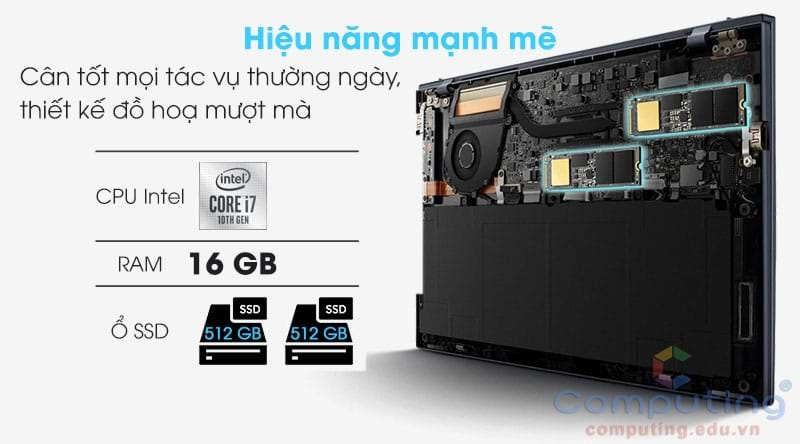 Hiệu năng mạnh mẽ
Cân tốt mọi tác vụ thường ngày,
thiết kế đồ hoạ mượt mà
CPU Intel
intel
CORE i7
10TH GEN
RAM 16 GB
Ổ SSD
SSD
512 GB
SSD
512 GB
Computing®
computing.edu.vn